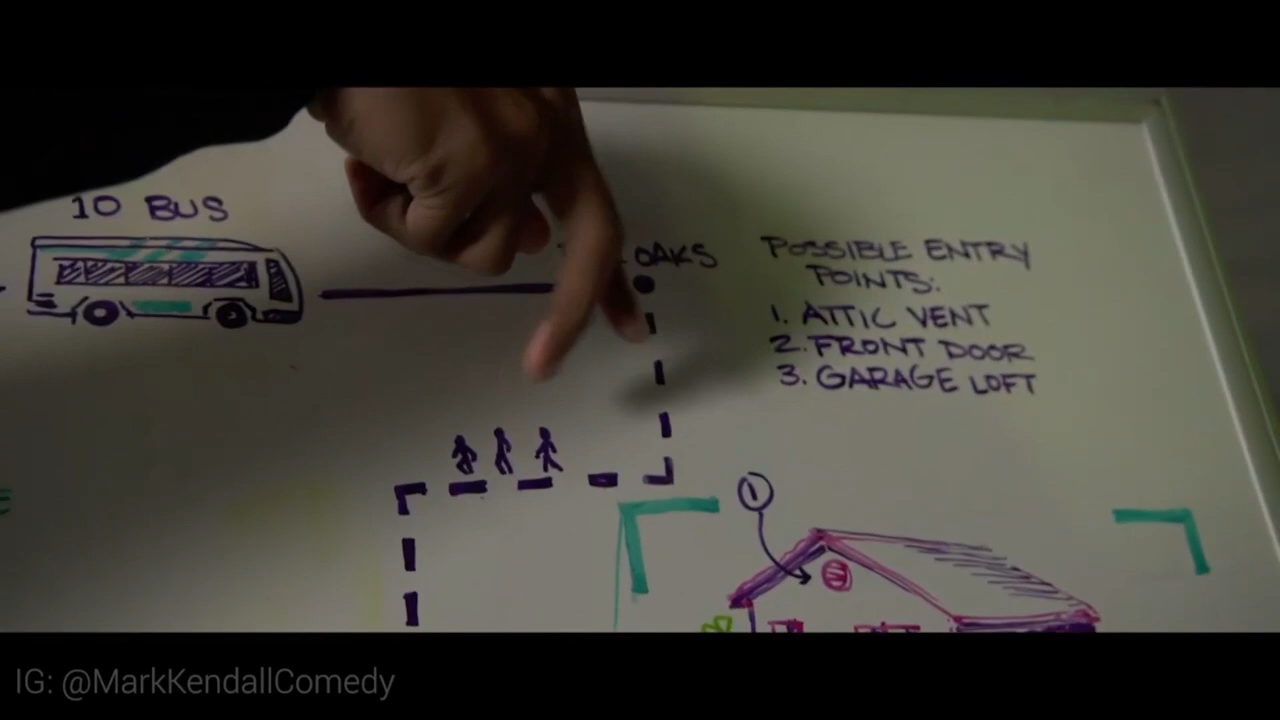 10 BUS
OAKS
POSSIBLE ENTRY
POINTS:
1. ATTIC VENT
2. FRONT DOOR
3. GARAGE LOFT
1
IG: @MarkKendallComedy